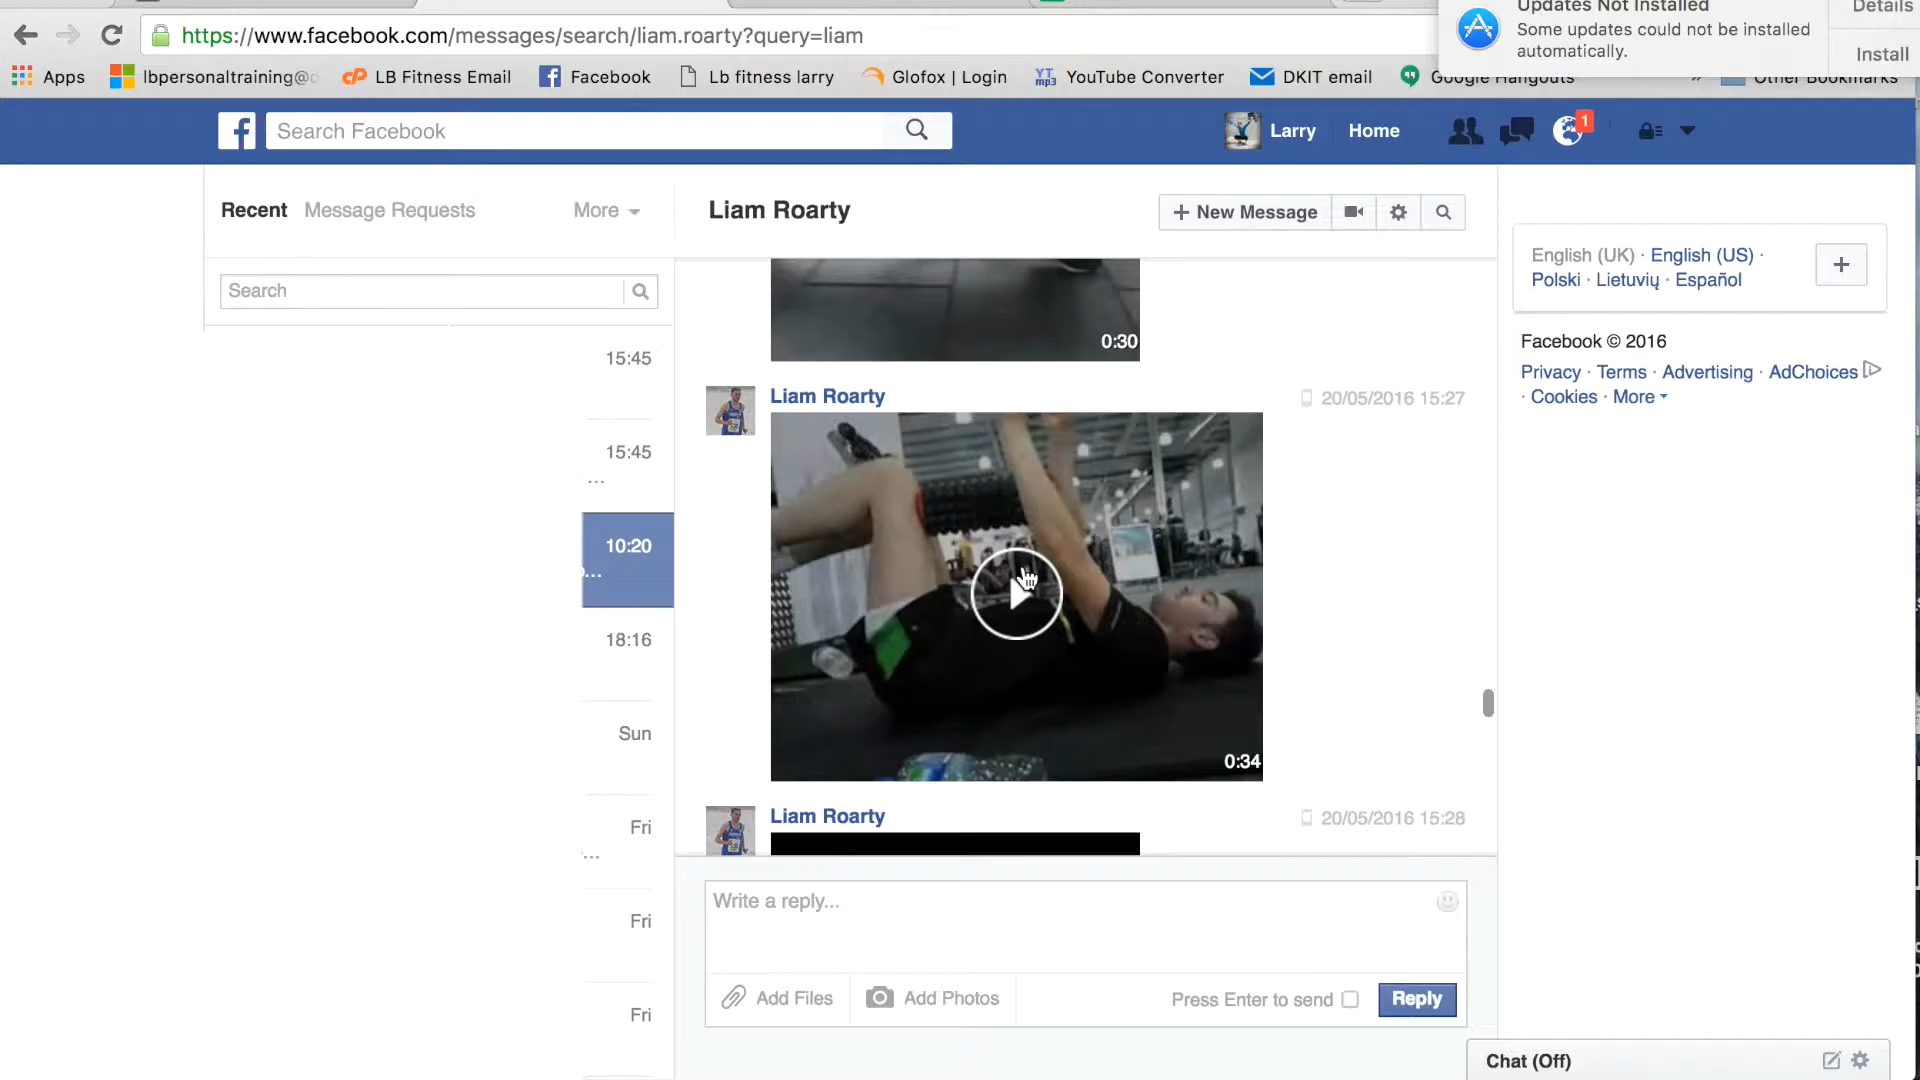 Updates Not Installed
Some updates could not be installed
automatically.
Details
Install
https://www.facebook.com/messages/search/liam.roarty?query=liam
Apps
lbpersonaltraining@
LB Fitness Email
Facebook
Lb fitness larry
Glofox | Login
YouTube Converter
DKIT email
Google Hangouts
Other Bookmarks
Search Facebook
Larry
Home
1
Recent
Message Requests
More
Liam Roarty
+ New Message
Search
15:45
15:45
...
10:20
...
18:16
Sun
Fri
...
Fri
Fri
0:30
Liam Roarty
20/05/2016 15:27
0:34
Liam Roarty
20/05/2016 15:28
Write a reply...
Add Files
Add Photos
Press Enter to send
Reply
English (UK) · English (US) ·
Polski · Lietuvių · Español
+
Facebook © 2016
Privacy · Terms · Advertising · AdChoices
· Cookies · More
Chat (Off)